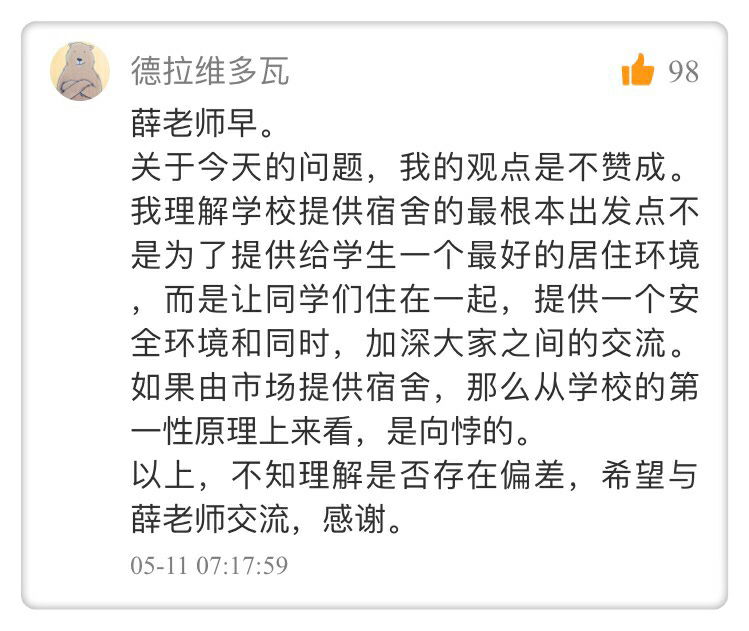 德拉维多瓦
98
薛老师早。
关于今天的问题，我的观点是不赞成。
我理解学校提供宿舍的最根本出发点不
是为了提供给学生一个最好的居住环境
，而是让同学们住在一起，提供一个安
全环境和同时，加深大家之间的交流。
如果由市场提供宿舍，那么从学校的第
一性原理上来看，是向悖的。
以上，不知理解是否存在偏差，希望与
薛老师交流，感谢。
05-11 07:17:59